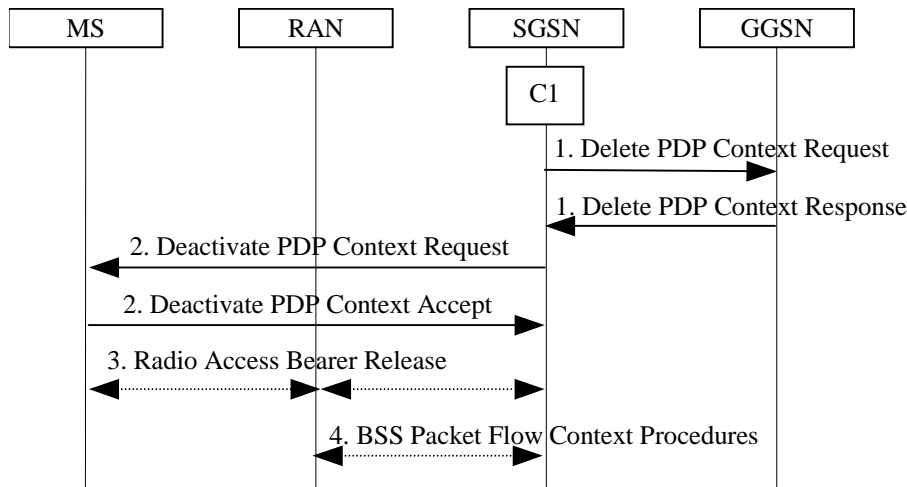 MS
RAN
SGSN
GGSN
C1
1. Delete PDP Context Request
1. Delete PDP Context Response
2. Deactivate PDP Context Request
2. Deactivate PDP Context Accept
3. Radio Access Bearer Release
4. BSS Packet Flow Context Procedures